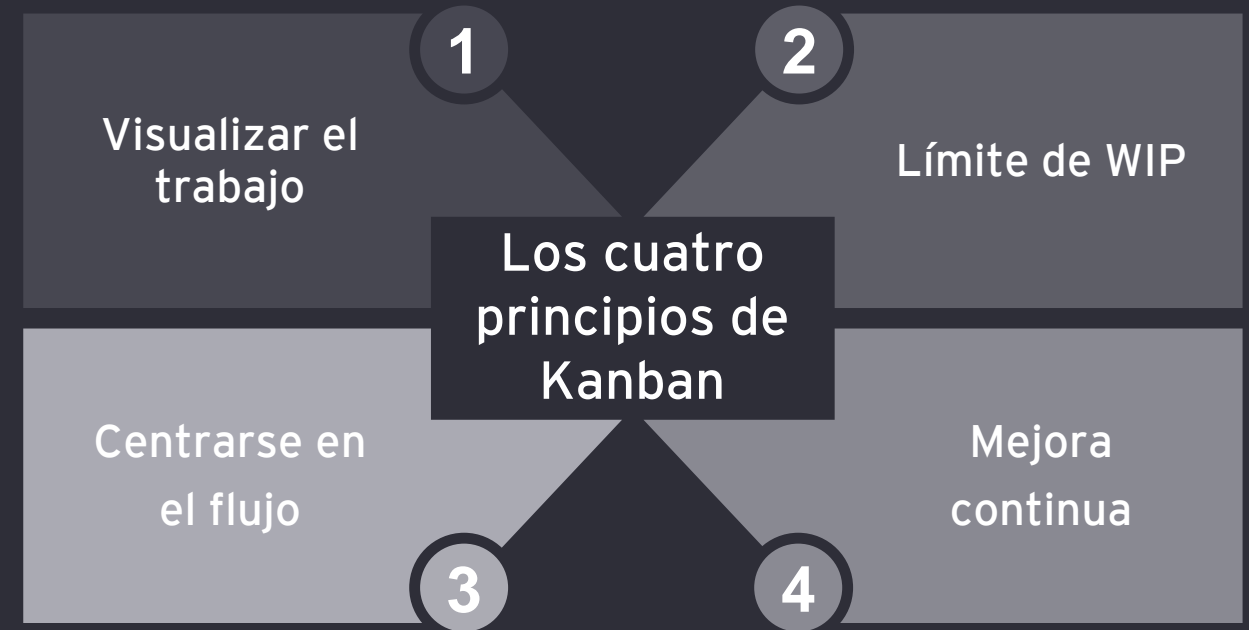 1
Visualizar el
trabajo
2
Límite de WIP
Los cuatro
principios de
Kanban
Centrarse en
el flujo
3
Mejora
continua
4